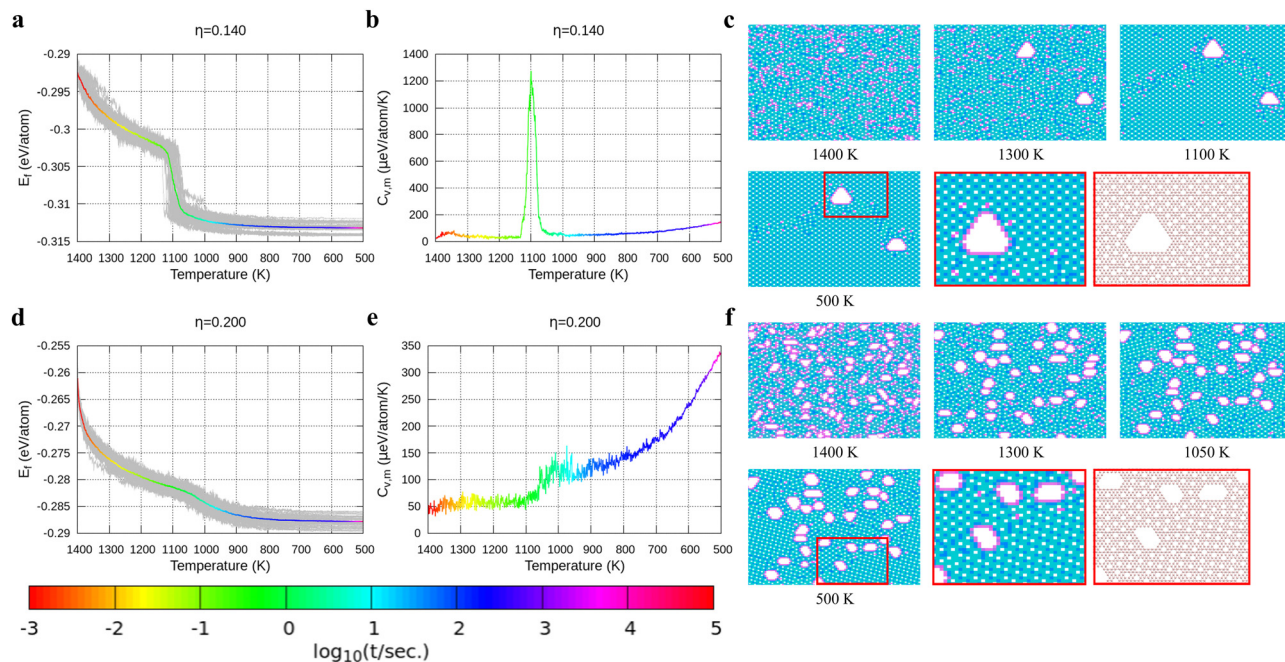 a
η=0.140
-0.29
-0.295
-0.3
-0.305
-0.31
-0.315
E_f (eV/atom)
1400 1300 1200 1100 1000 900 800 700 600 500
Temperature (K)
b
η=0.140
1400
1200
1000
800
600
400
200
0
C_v,m (μeV/atom/K)
1400 1300 1200 1100 1000 900 800 700 600 500
Temperature (K)
c
1400 K
1300 K
1100 K
500 K
d
η=0.200
-0.255
-0.26
-0.265
-0.27
-0.275
-0.28
-0.285
-0.29
E_f (eV/atom)
1400 1300 1200 1100 1000 900 800 700 600 500
Temperature (K)
e
η=0.200
350
300
250
200
150
100
50
0
C_v,m (μeV/atom/K)
1400 1300 1200 1100 1000 900 800 700 600 500
Temperature (K)
f
1400 K
1300 K
1050 K
500 K
-3 -2 -1 0 1 2 3 4 5
log₁₀(t/sec.)